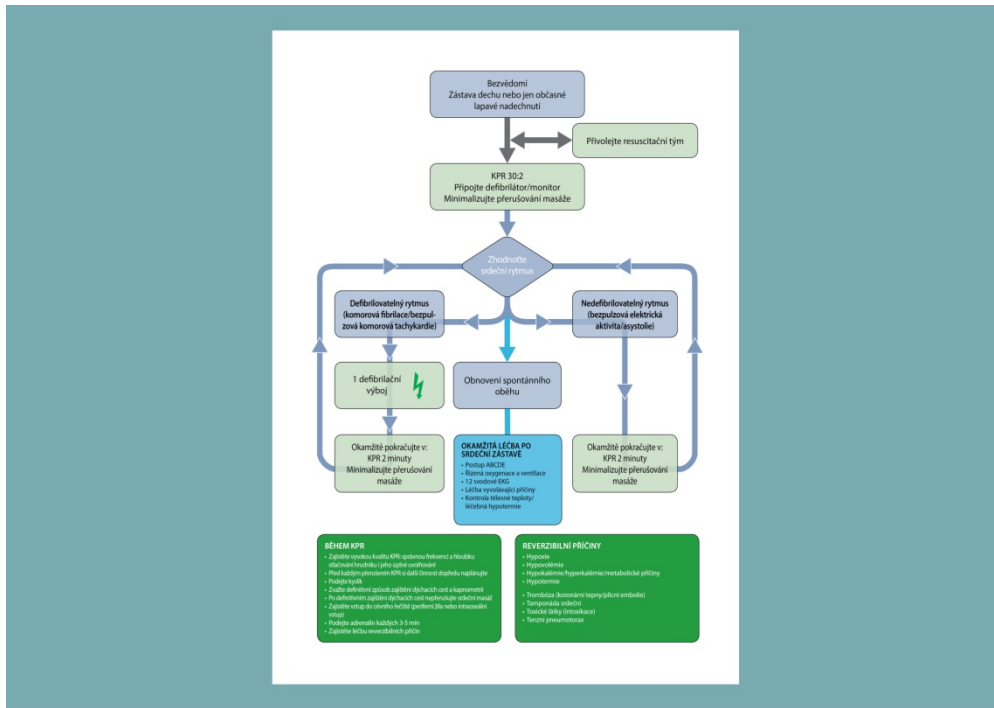 Bezvědomí
Zástava dechu nebo jen občasné
lapavé nadechnutí
Přivolejte resuscitační tým
KPR 30:2
Připojte defibrilátor/monitor
Minimalizujte přerušování masáže
Zhodnoťte
srdeční rytmus
Defibrilovatelný rytmus
(komorová fibrilace/bezpul-
zová komorová tachykardie)
Nedefibrilovatelný rytmus
(bezpulzová elektrická
aktivita/asystolie)
1 defibrilační
výboj
Obnovení spontánního
oběhu
Okamžitě pokračujte v:
KPR 2 minuty
Minimalizujte přerušování
masáže
OKAMŽITÁ LÉČBA PO
SRDEČNÍ ZÁSTAVĚ
• Postup ABCDE
• Řízená oxygenace a ventilace
• 12 svodové EKG
• Léčba vyvolávající příčiny
• Kontrola tělesné teploty/
léčebná hypotermie
Okamžitě pokračujte v:
KPR 2 minuty
Minimalizujte přerušování
masáže
BĚHEM KPR
• Zajistěte vysokou kvalitu KPR: správnou frekvenci a hloubku
stlačování hrudníku i jeho úplné uvolňování
• Před každým přerušením KPR si další činnost dopředu naplánujte
• Podejte kyslík
• Zvažte definitivní způsob zajištění dýchacích cest a kapnometrii
• Po definitivním zajištění dýchacích cest nepřerušujte srdeční masáž
• Zajistěte vstup do cévního řečiště (periferní žíla nebo intraoseální
vstup)
• Podejte adrenalin každých 3-5 min
• Zajistěte léčbu reverzibilních příčin
REVERZIBILNÍ PŘÍČINY
• Hypoxie
• Hypovolémie
• Hypokalémie/hyperkalémie/metabolické příčiny
• Hypotermie
• Trombóza (koronární tepny/plicní embolie)
• Tamponáda srdeční
• Toxické látky (intoxikace)
• Tenzní pneumotorax